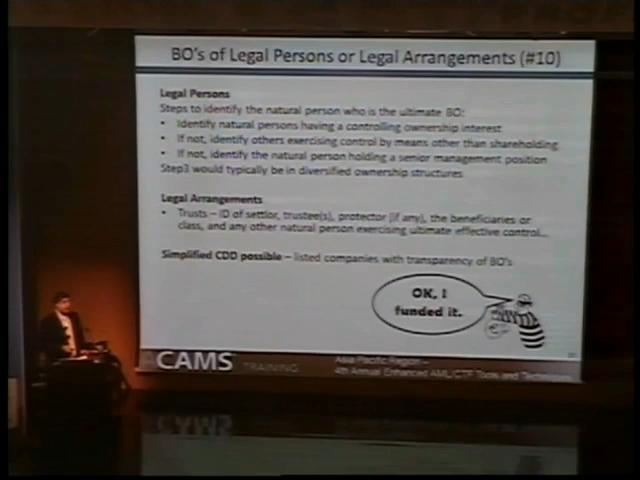 BO's of Legal Persons or Legal Arrangements (#10)
Legal Persons
Steps to identify the natural person who is the ultimate BO:
• Identify natural persons having a controlling ownership interest
• If not, identify others exercising control by means other than shareholding
• If not, identify the natural person holding a senior management position
Step3 would typically be in diversified ownership structures
Legal Arrangements
• Trusts – ID of settlor, trustee(s), protector (if any), the beneficiaries or
class, and any other natural person exercising ultimate effective control...
Simplified CDD possible – listed companies with transparency of BO's
OK, I
funded it.
ACAMS TRAINING
Asia Pacific Region –
4th Annual Enhanced AML/CTF Tools and Techniques